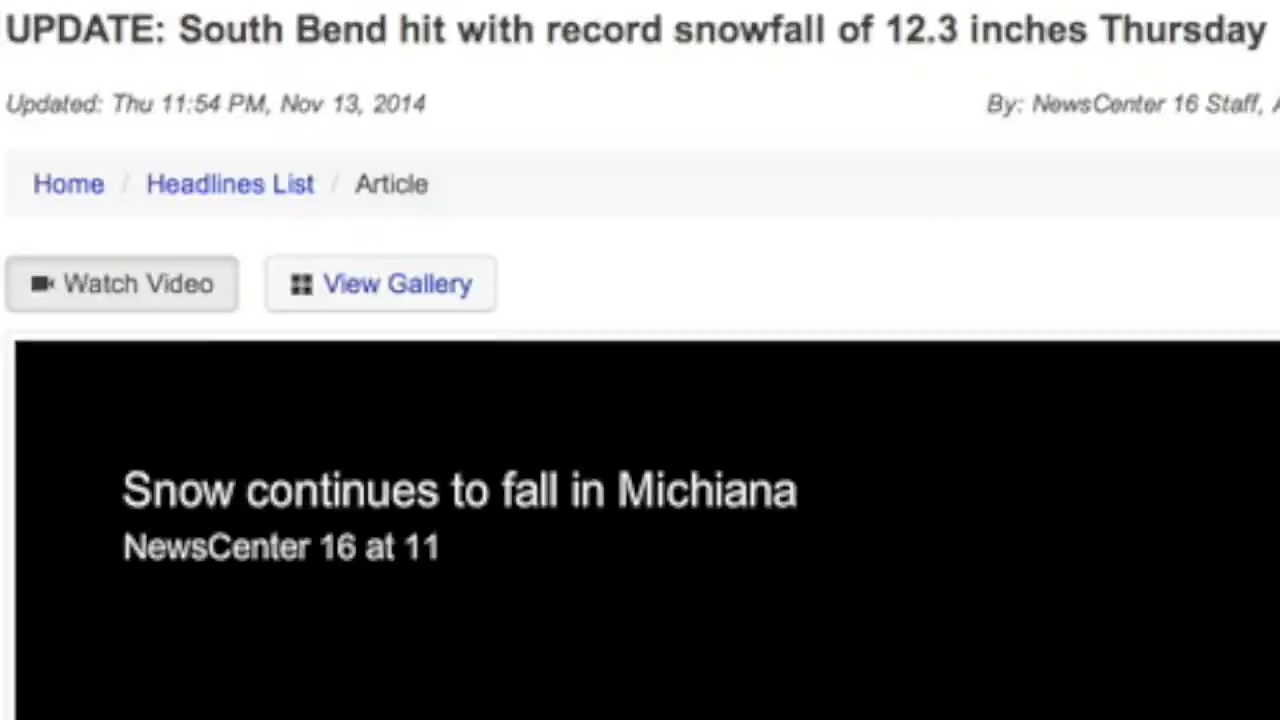 UPDATE: South Bend hit with record snowfall of 12.3 inches Thursday
Updated: Thu 11:54 PM, Nov 13, 2014 By: NewsCenter 16 Staff,
Home / Headlines List / Article
Watch Video View Gallery
Snow continues to fall in Michiana
NewsCenter 16 at 11